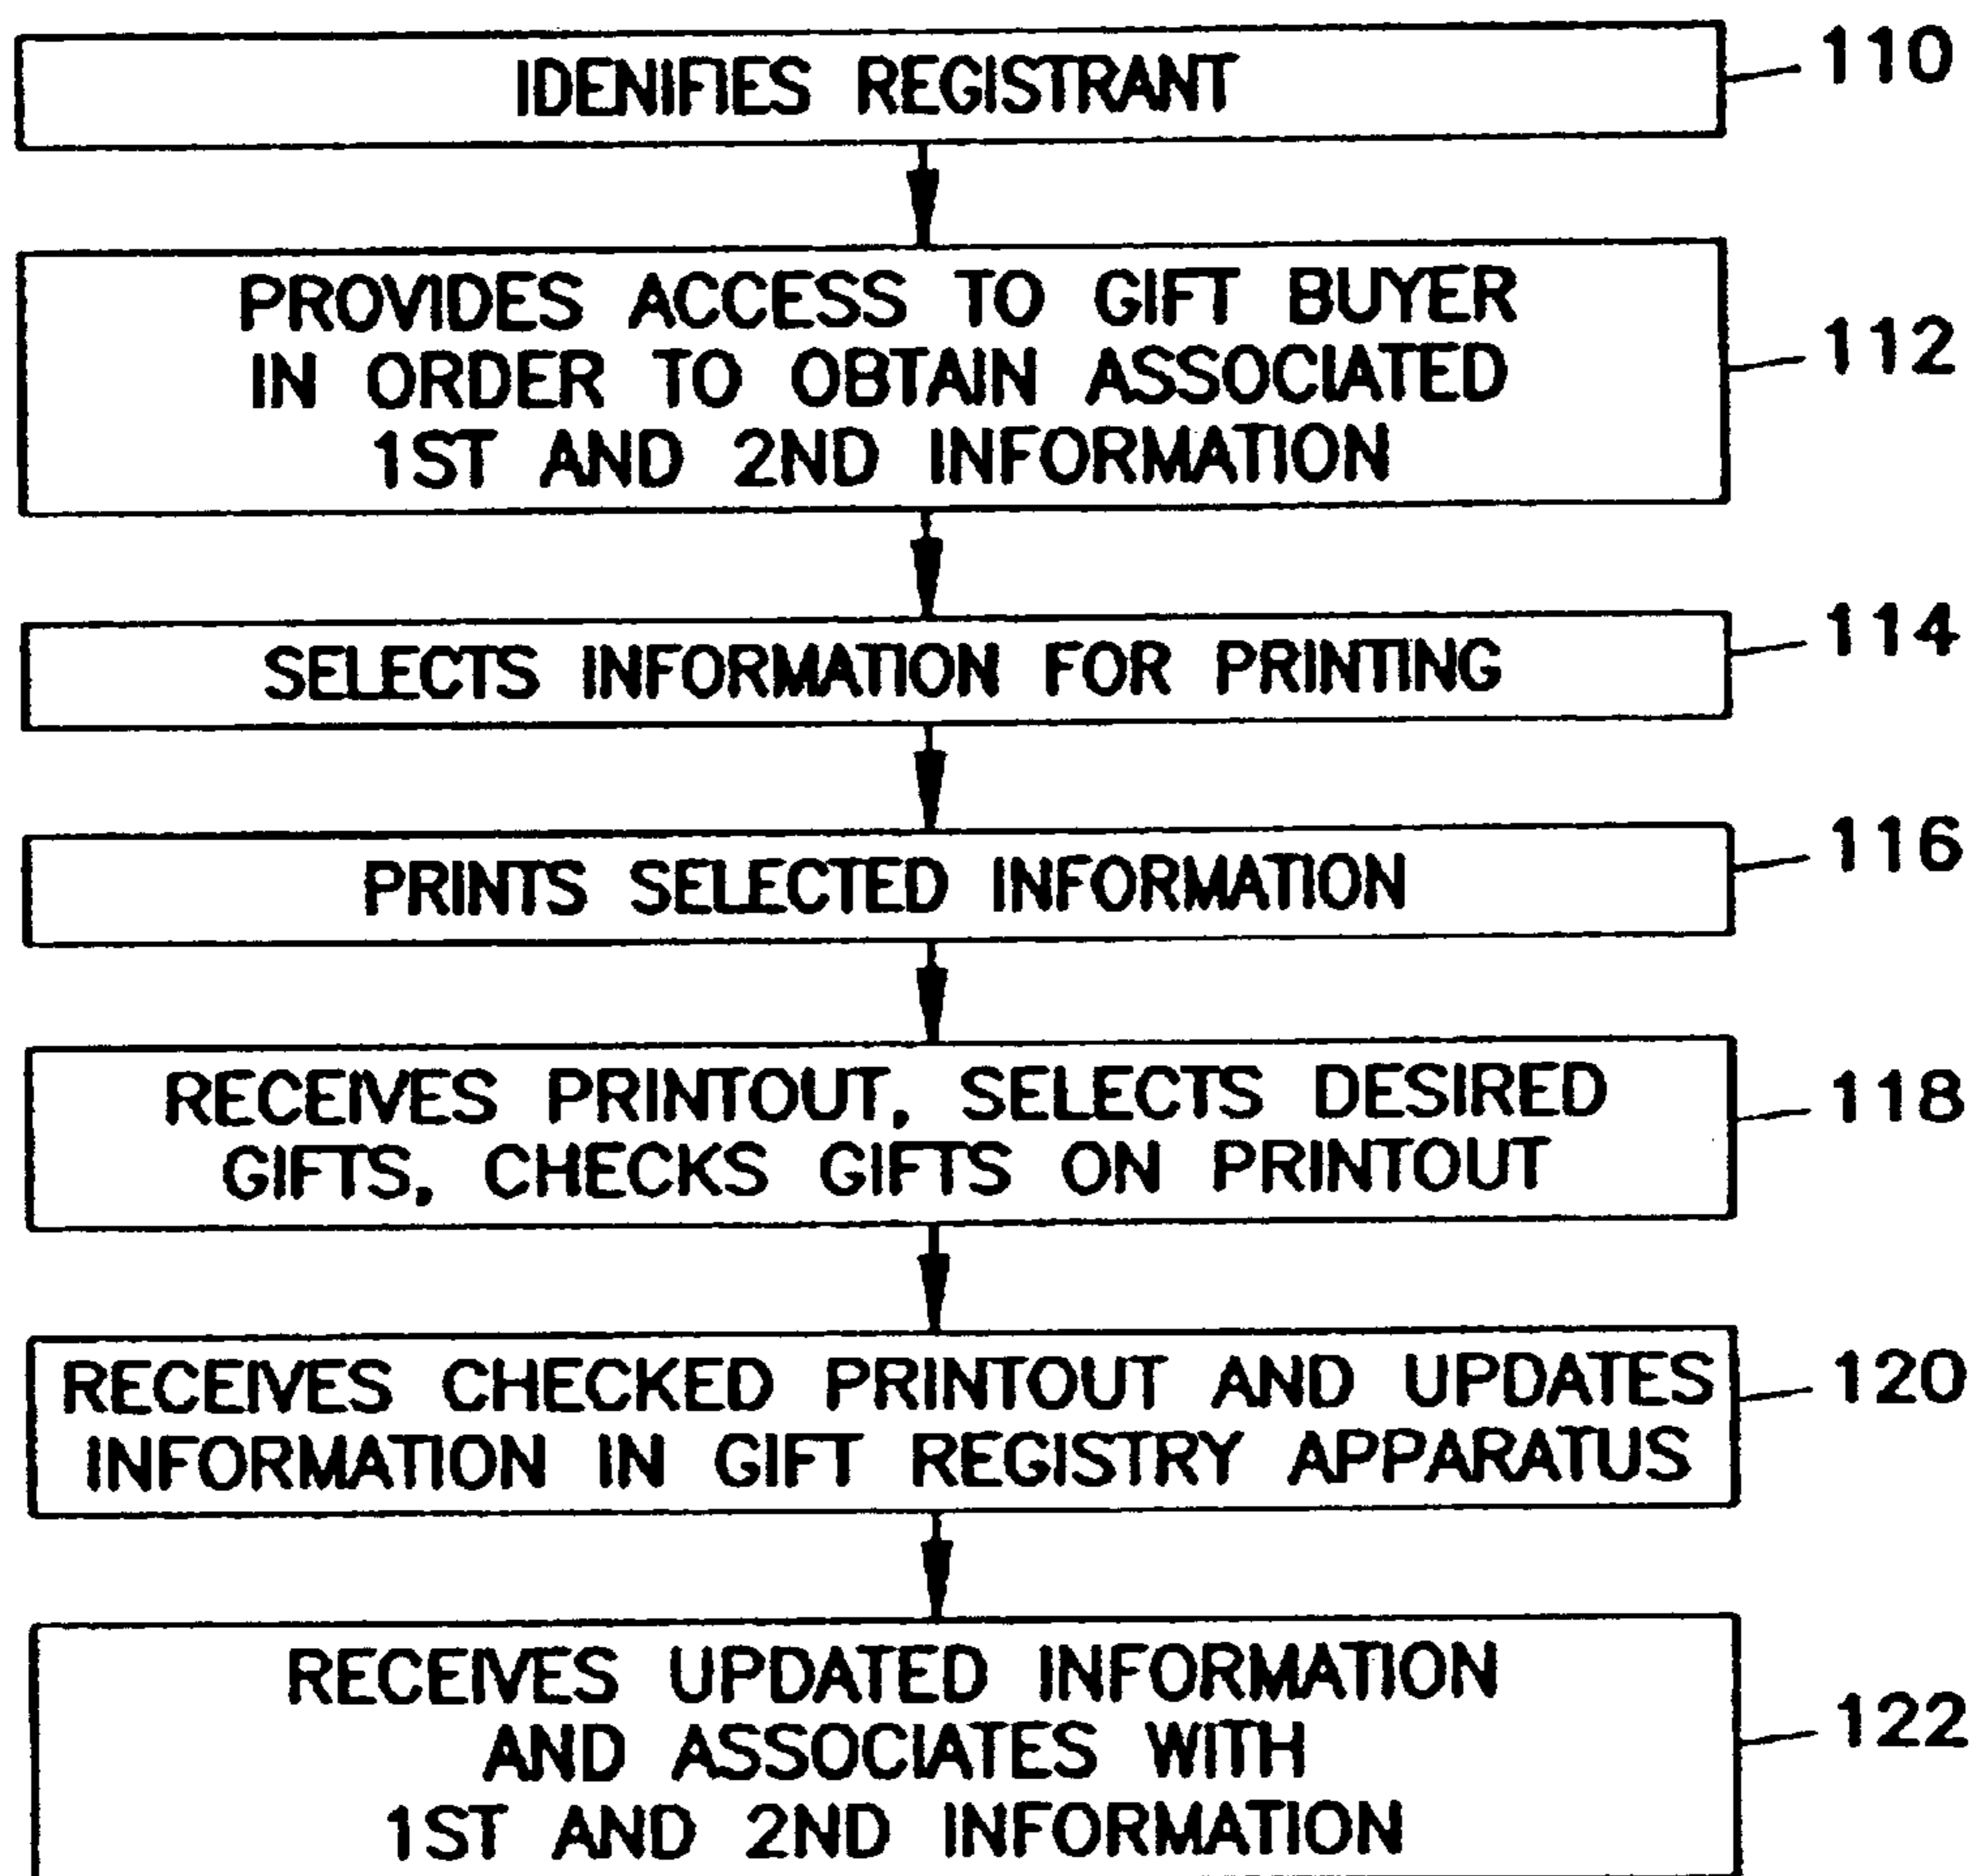 IDENIFIES REGISTRANT
110
PROVIDES ACCESS TO GIFT BUYER
IN ORDER TO OBTAIN ASSOCIATED
1ST AND 2ND INFORMATION
112
SELECTS INFORMATION FOR PRINTING
114
PRINTS SELECTED INFORMATION
116
RECEIVES PRINTOUT, SELECTS DESIRED
GIFTS, CHECKS GIFTS ON PRINTOUT
118
RECEIVES CHECKED PRINTOUT AND UPDATES
INFORMATION IN GIFT REGISTRY APPARATUS
120
RECEIVES UPDATED INFORMATION
AND ASSOCIATES WITH
1ST AND 2ND INFORMATION
122